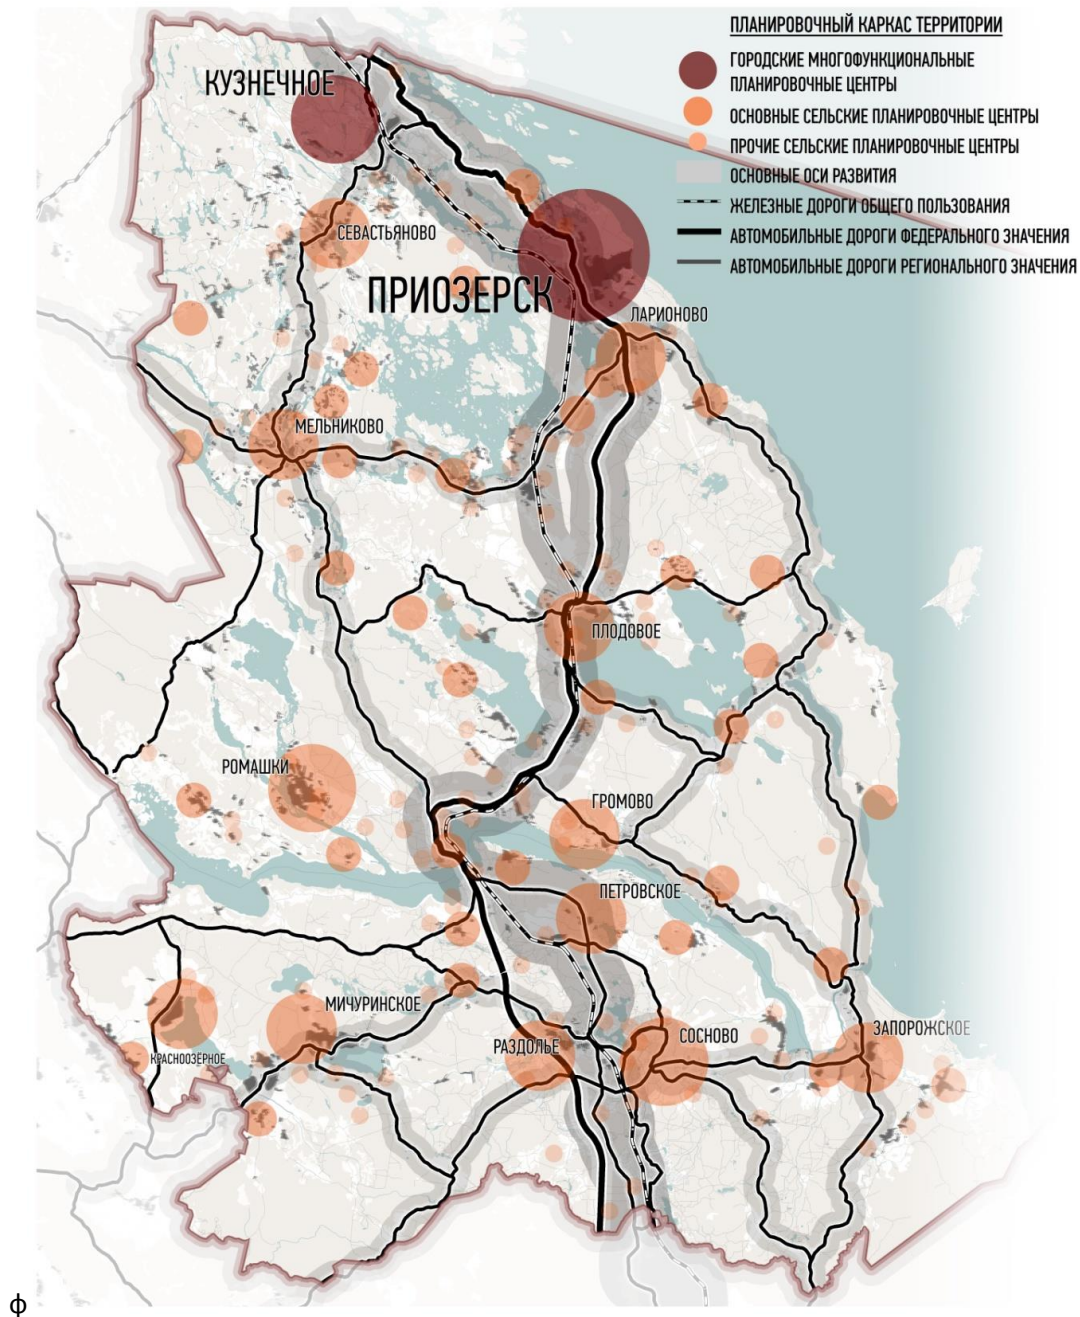 ПЛАНИРОВОЧНЫЙ КАРКАС ТЕРРИТОРИИ
ГОРОДСКИЕ МНОГОФУНКЦИОНАЛЬНЫЕ
ПЛАНИРОВОЧНЫЕ ЦЕНТРЫ
ОСНОВНЫЕ СЕЛЬСКИЕ ПЛАНИРОВОЧНЫЕ ЦЕНТРЫ
ПРОЧИЕ СЕЛЬСКИЕ ПЛАНИРОВОЧНЫЕ ЦЕНТРЫ
ОСНОВНЫЕ ОСИ РАЗВИТИЯ
ЖЕЛЕЗНЫЕ ДОРОГИ ОБЩЕГО ПОЛЬЗОВАНИЯ
АВТОМОБИЛЬНЫЕ ДОРОГИ ФЕДЕРАЛЬНОГО ЗНАЧЕНИЯ
АВТОМОБИЛЬНЫЕ ДОРОГИ РЕГИОНАЛЬНОГО ЗНАЧЕНИЯ
КУЗНЕЧНОЕ
СЕВАСТЬЯНОВО
ПРИОЗЕРСК
ЛАРИОНОВО
МЕЛЬНИКОВО
ПЛОДОВОЕ
РОМАШКИ
ГРОМОВО
ПЕТРОВСКОЕ
МИЧУРИНСКОЕ
ЗАПОРОЖСКОЕ
СОСНОВО
РАЗДОЛЬЕ
КРАСНООЗЁРНОЕ
ф